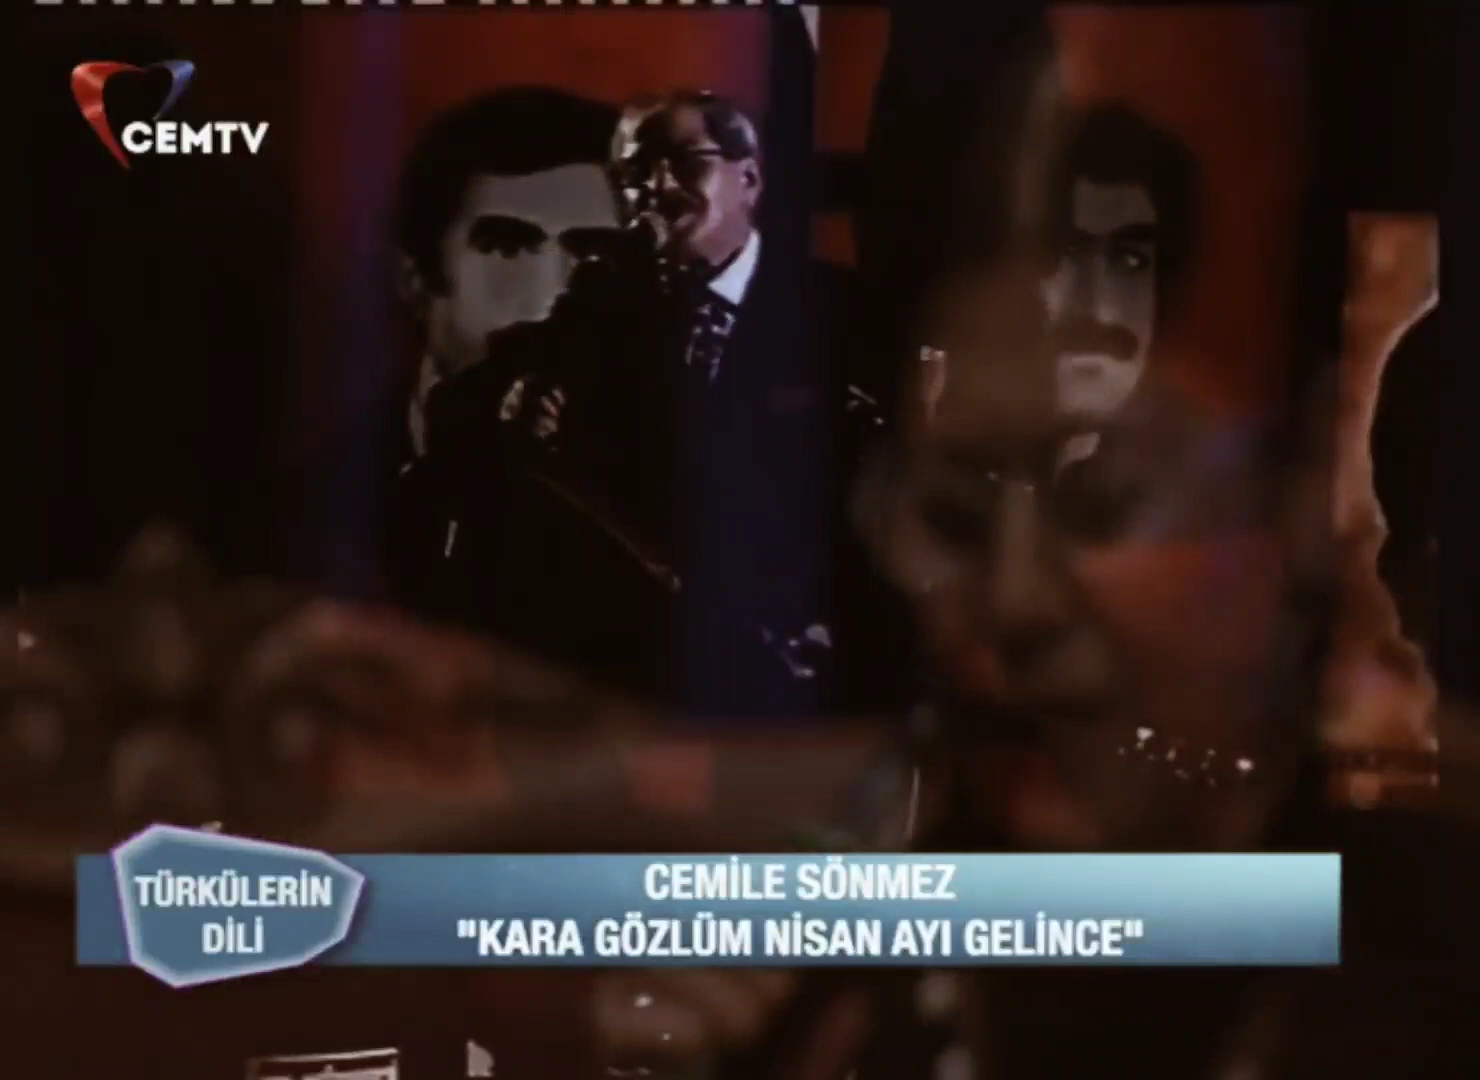 CEMTV
TÜRKÜLERİN
DİLİ
CEMİLE SÖNMEZ
"KARA GÖZLÜM NİSAN AYI GELİNCE"